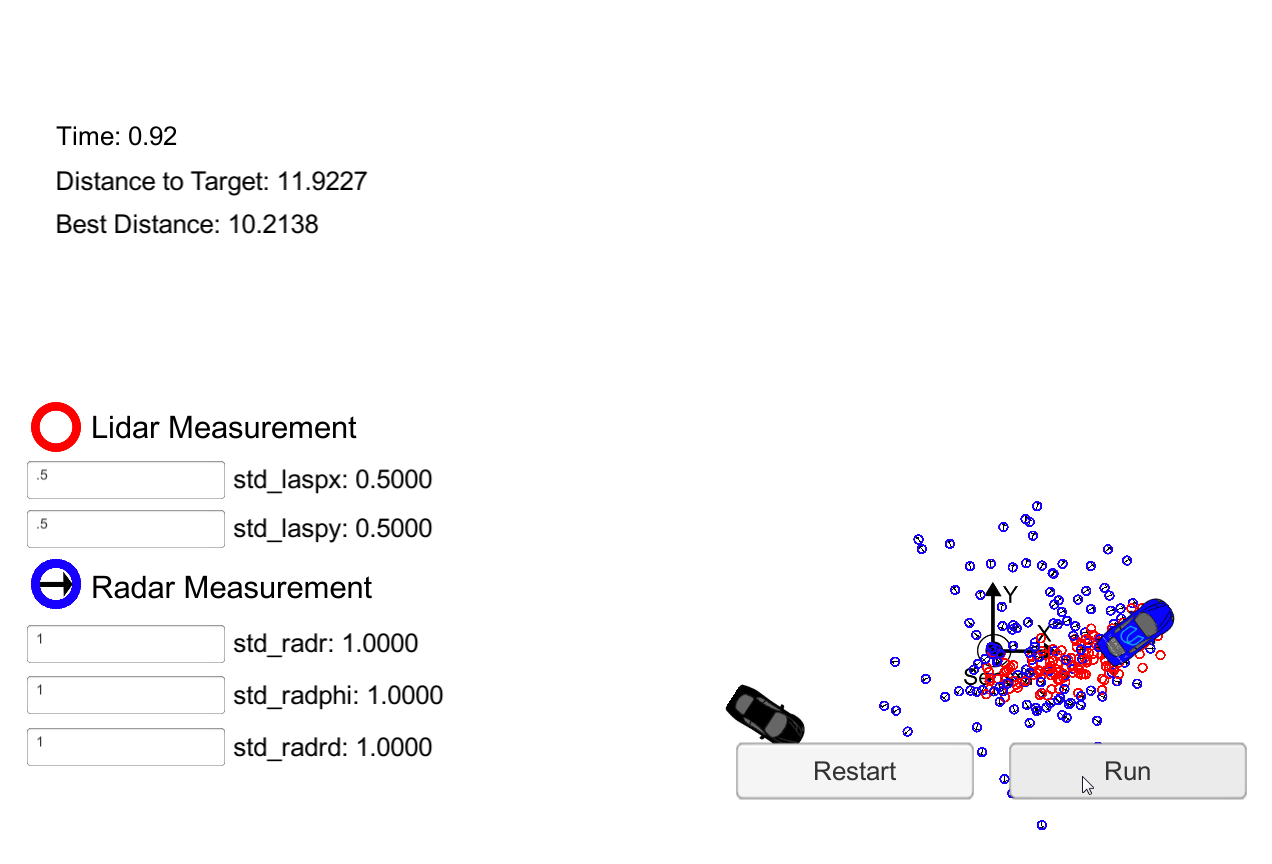 Time: 0.92
Distance to Target: 11.9227
Best Distance: 10.2138
Lidar Measurement
.5
std_laspx: 0.5000
.5
std_laspy: 0.5000
Radar Measurement
1
std_radr: 1.0000
1
std_radphi: 1.0000
1
std_radrd: 1.0000
Y
X
Restart
Run